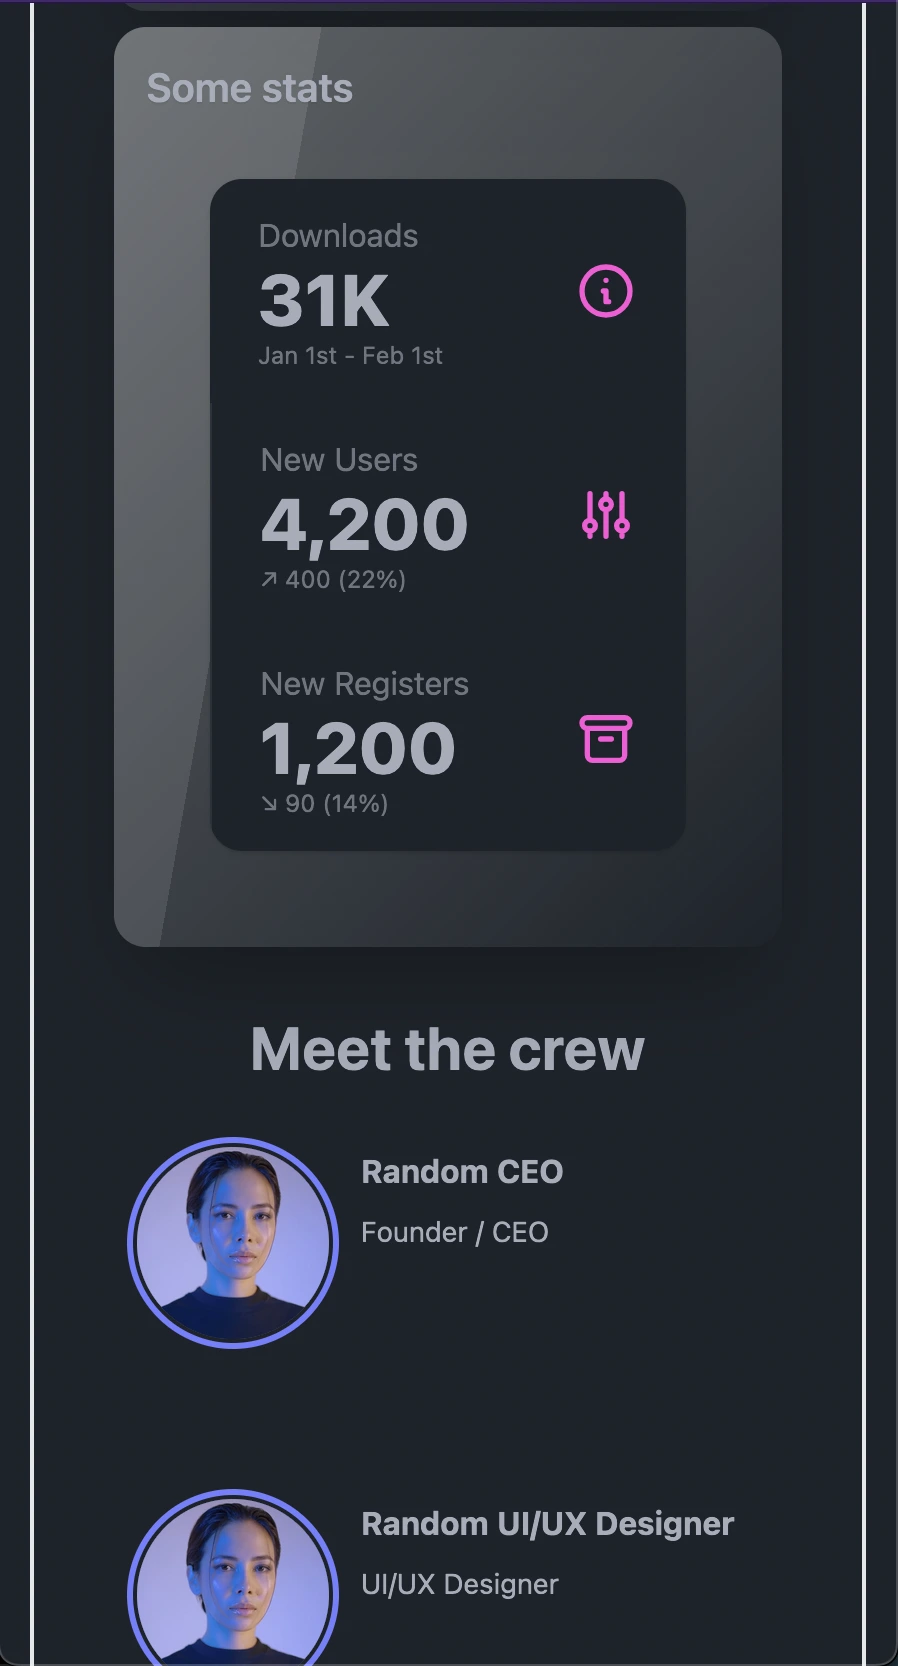 Some stats
Downloads
31K
Jan 1st - Feb 1st
New Users
4,200
↗︎ 400 (22%)
New Registers
1,200
↘︎ 90 (14%)
Meet the crew
Random CEO
Founder / CEO
Random UI/UX Designer
UI/UX Designer